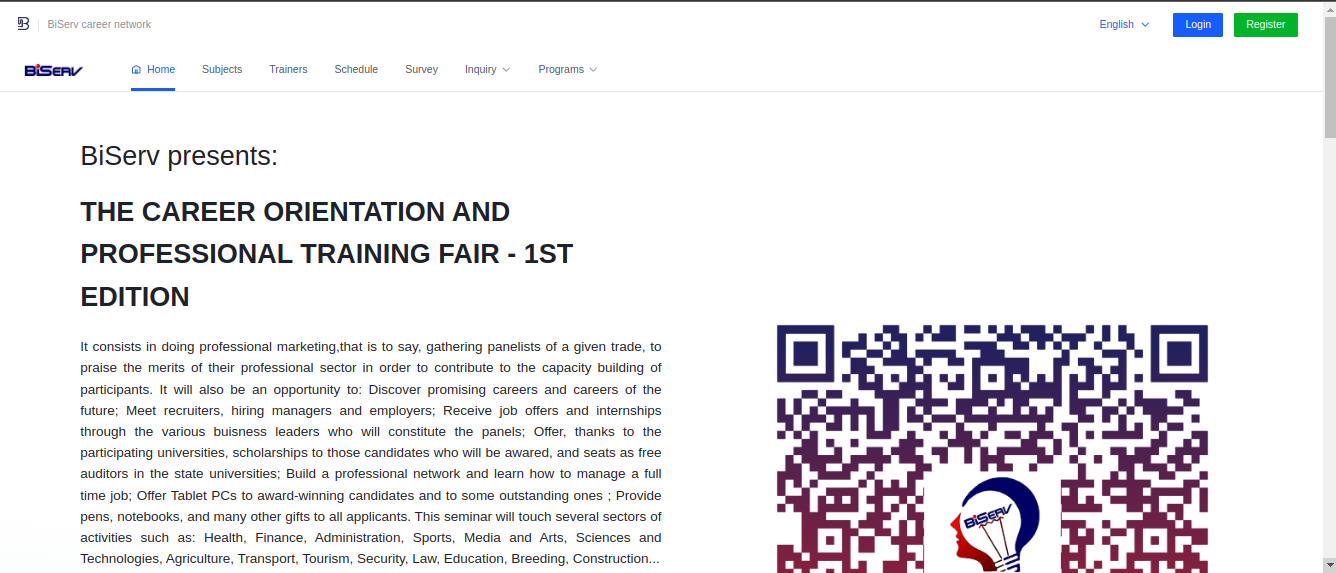 BiServ career network
English
Login
Register
BISERV
Home
Subjects
Trainers
Schedule
Survey
Inquiry
Programs
BiServ presents:
THE CAREER ORIENTATION AND
PROFESSIONAL TRAINING FAIR - 1ST
EDITION
It consists in doing professional marketing,that is to say, gathering panelists of a given trade, to
praise the merits of their professional sector in order to contribute to the capacity building of
participants. It will also be an opportunity to: Discover promising careers and careers of the
future; Meet recruiters, hiring managers and employers; Receive job offers and internships
through the various buisness leaders who will constitute the panels; Offer, thanks to the
participating universities, scholarships to those candidates who will be awared, and seats as free
auditors in the state universities; Build a professional network and learn how to manage a full
time job; Offer Tablet PCs to award-winning candidates and to some outstanding ones ; Provide
pens, notebooks, and many other gifts to all applicants. This seminar will touch several sectors of
activities such as: Health, Finance, Administration, Sports, Media and Arts, Sciences and
Technologies, Agriculture, Transport, Tourism, Security, Law, Education, Breeding, Construction...
BISERV